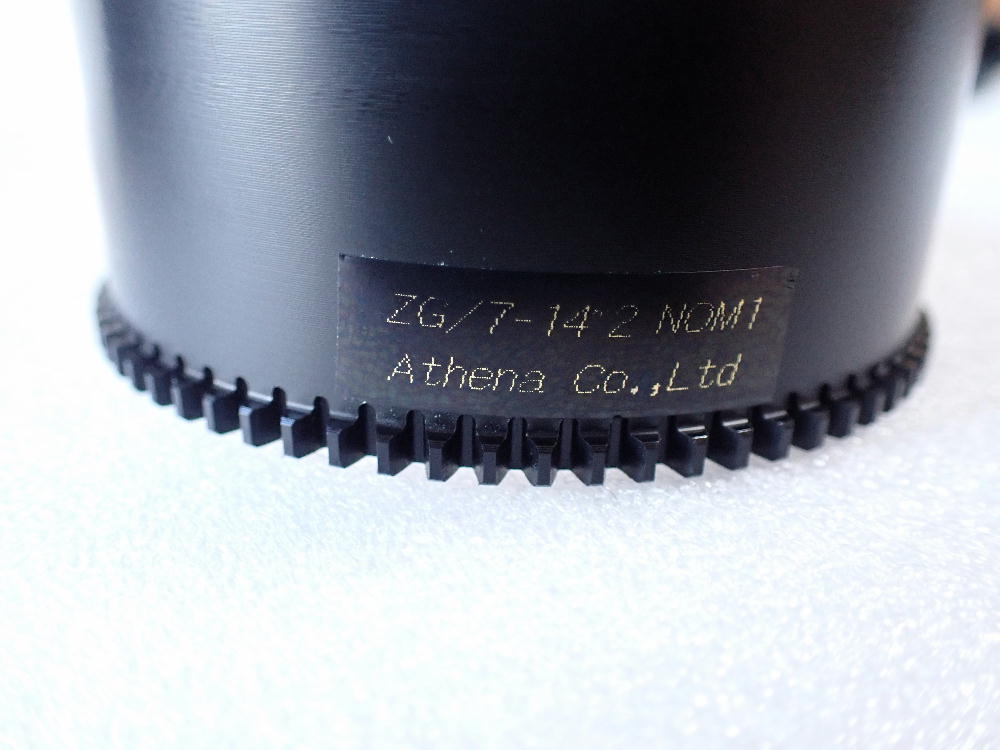 ZG/7-14 2 NOM1
Athena Co.,Ltd